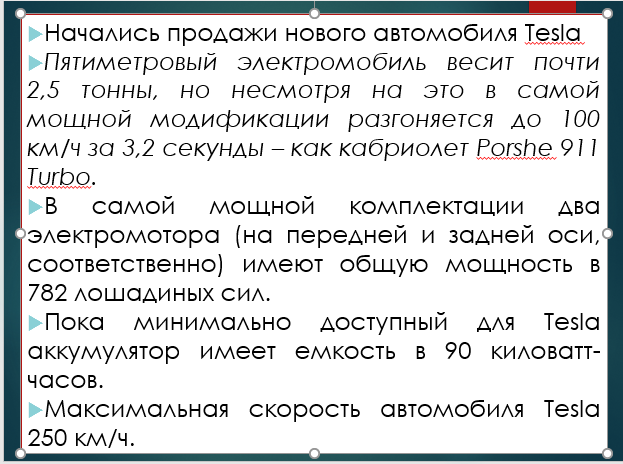 Начались продажи нового автомобиля Tesla
Пятиметровый электромобиль весит почти
2,5 тонны, но несмотря на это в самой
мощной модификации разгоняется до 100
км/ч за 3,2 секунды – как кабриолет Porshe 911
Turbo.
В самой мощной комплектации два
электромотора (на передней и задней оси,
соответственно) имеют общую мощность в
782 лошадиных сил.
Пока минимально доступный для Tesla
аккумулятор имеет емкость в 90 киловатт-
часов.
Максимальная скорость автомобиля Tesla
250 км/ч.